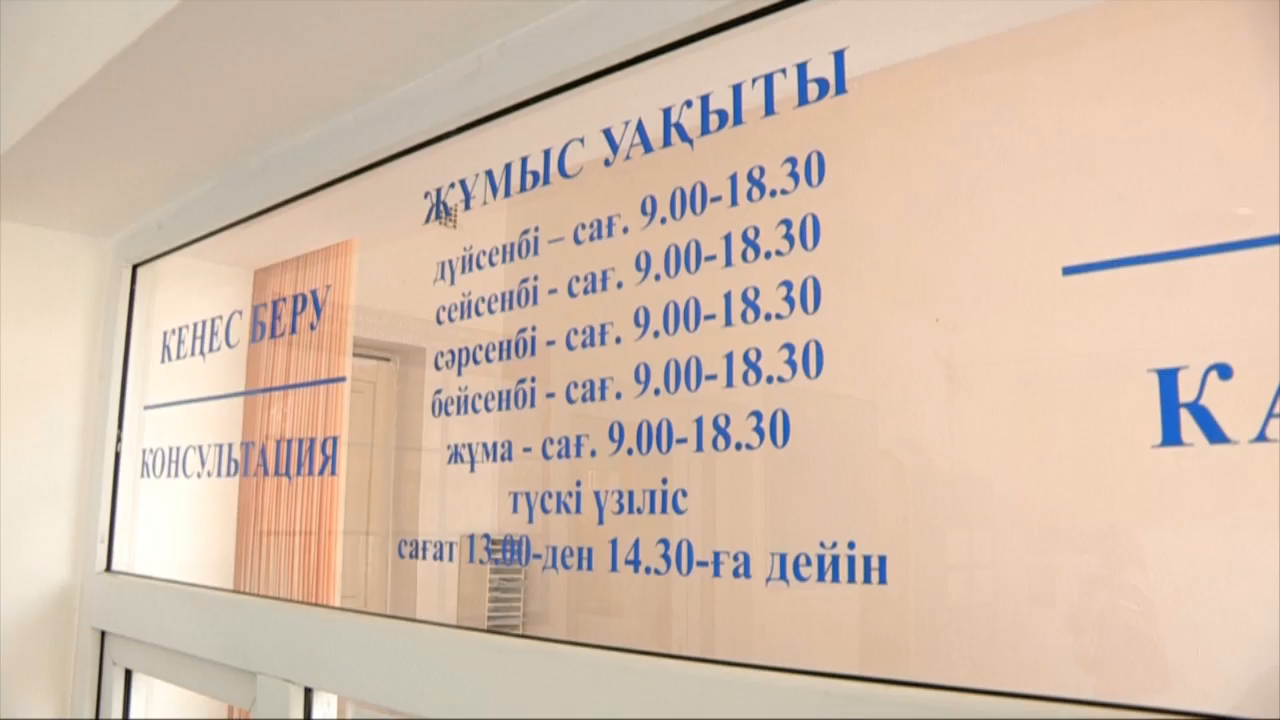 КЕҢЕС БЕРУ
КОНСУЛЬТАЦИЯ
ЖҰМЫС УАҚЫТЫ
дүйсенбі – сағ. 9.00-18.30
сейсенбі - сағ. 9.00-18.30
сәрсенбі - сағ. 9.00-18.30
бейсенбі - сағ. 9.00-18.30
жұма - сағ. 9.00-18.30
түскі үзіліс
сағат 13.00-ден 14.30-ға дейін